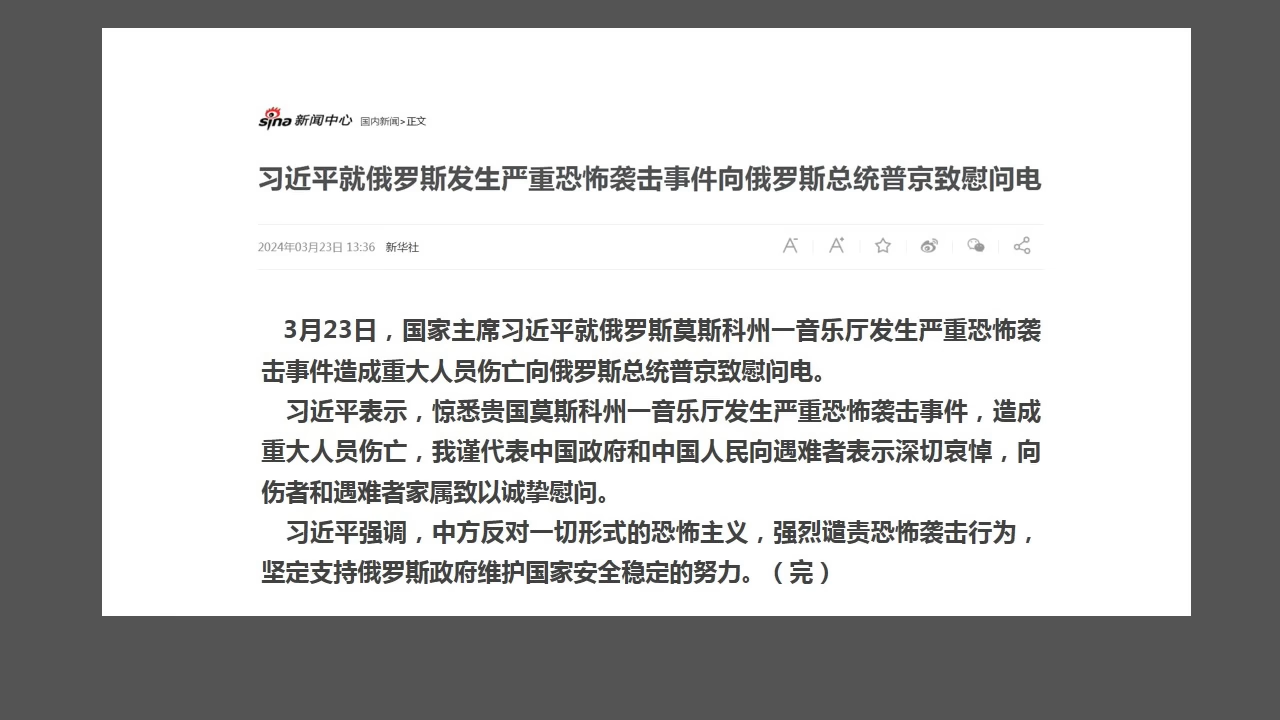 sina 新闻中心 国内新闻>正文
习近平就俄罗斯发生严重恐怖袭击事件向俄罗斯总统普京致慰问电
2024年03月23日 13:36 新华社
3月23日，国家主席习近平就俄罗斯莫斯科州一音乐厅发生严重恐怖袭
击事件造成重大人员伤亡向俄罗斯总统普京致慰问电。
习近平表示，惊悉贵国莫斯科州一音乐厅发生严重恐怖袭击事件，造成
重大人员伤亡，我谨代表中国政府和中国人民向遇难者表示深切哀悼，向
伤者和遇难者家属致以诚挚慰问。
习近平强调，中方反对一切形式的恐怖主义，强烈谴责恐怖袭击行为，
坚定支持俄罗斯政府维护国家安全稳定的努力。（完）